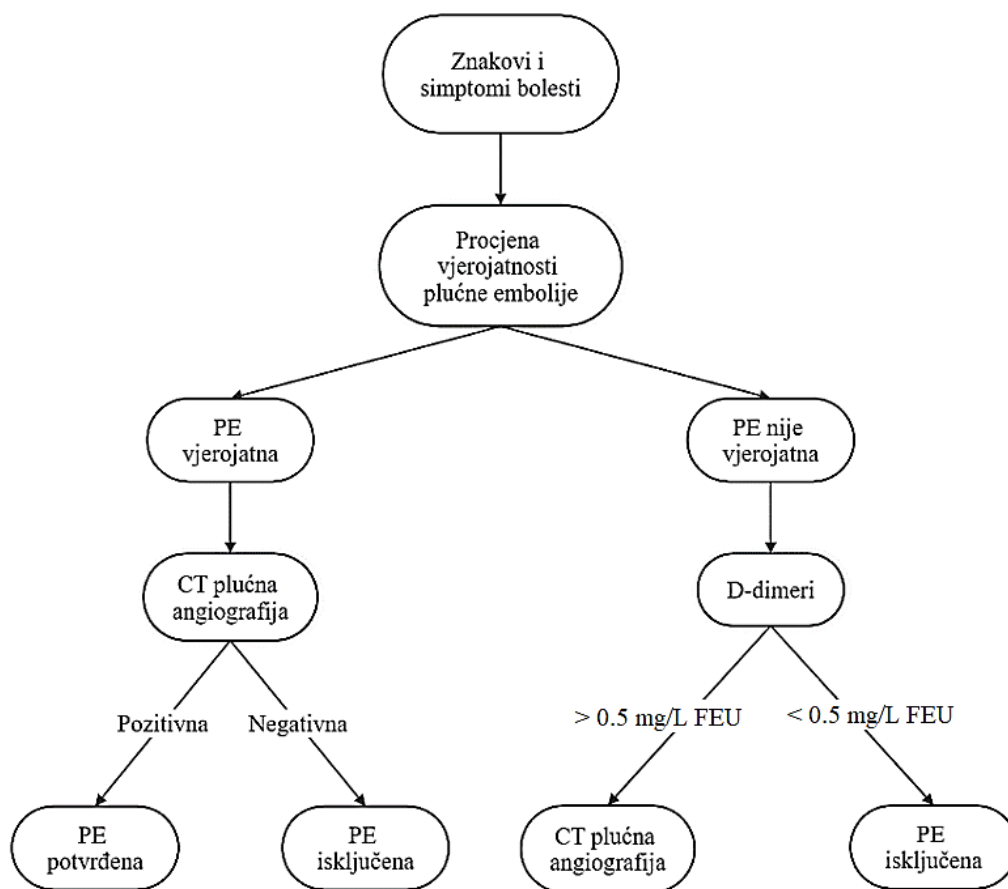 Znakovi i
simptomi bolesti
Procjena
vjerojatnosti
plućne embolije
PE
vjerojatna
PE nije
vjerojatna
CT plućna
angiografija
D-dimeri
Pozitivna
Negativna
> 0.5 mg/L FEU
< 0.5 mg/L FEU
PE
potvrđena
PE
isključena
CT plućna
angiografija
PE
isključena